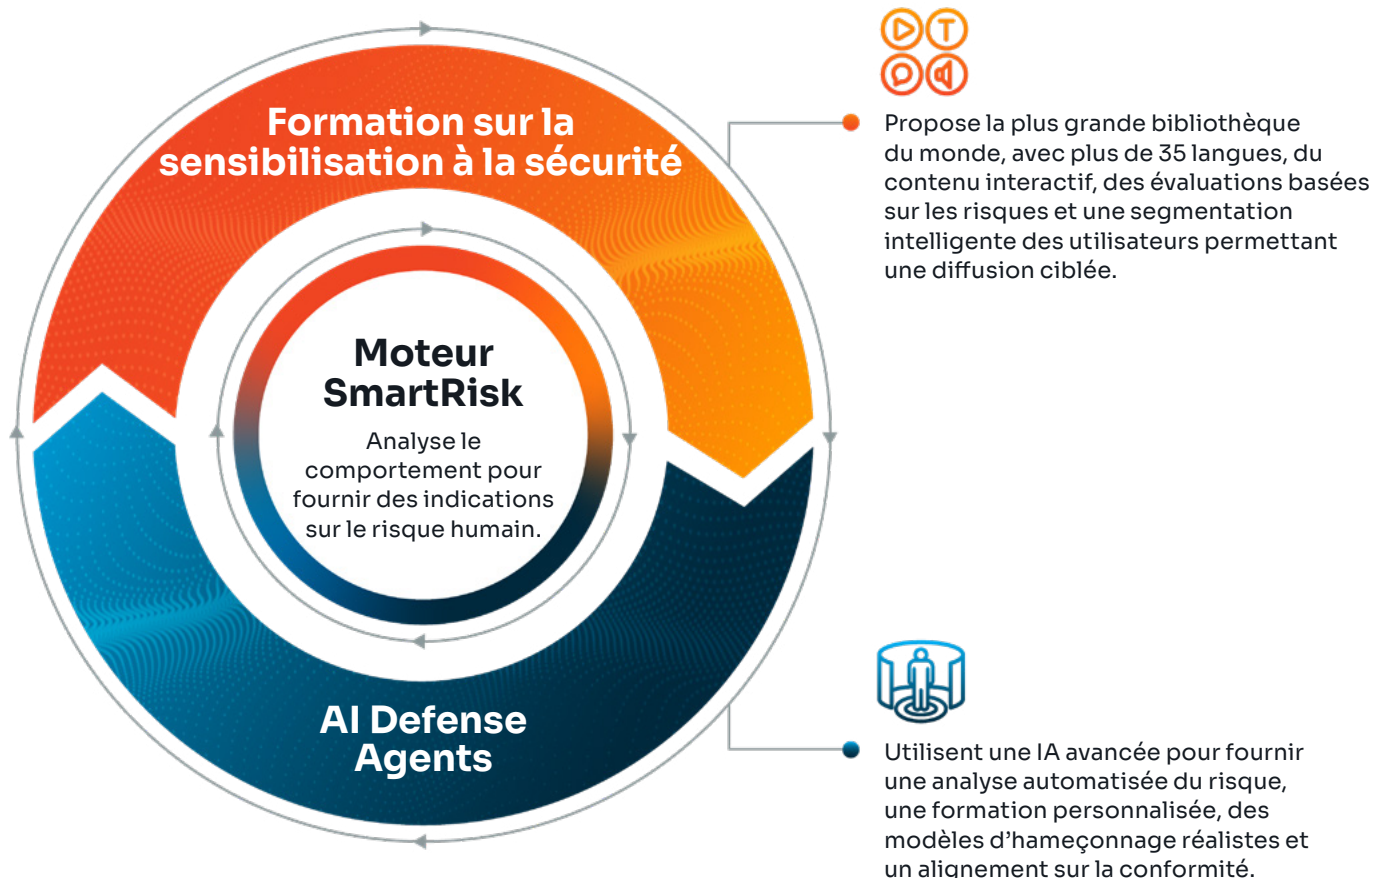 Formation sur la
sensibilisation à la sécurité
Propose la plus grande bibliothèque
du monde, avec plus de 35 langues, du
contenu interactif, des évaluations basées
sur les risques et une segmentation
intelligente des utilisateurs permettant
une diffusion ciblée.
Moteur
SmartRisk
Analyse le
comportement pour
fournir des indications
sur le risque humain.
AI Defense
Agents
Utilisent une IA avancée pour fournir
une analyse automatisée du risque,
une formation personnalisée, des
modèles d’hameçonnage réalistes et
un alignement sur la conformité.